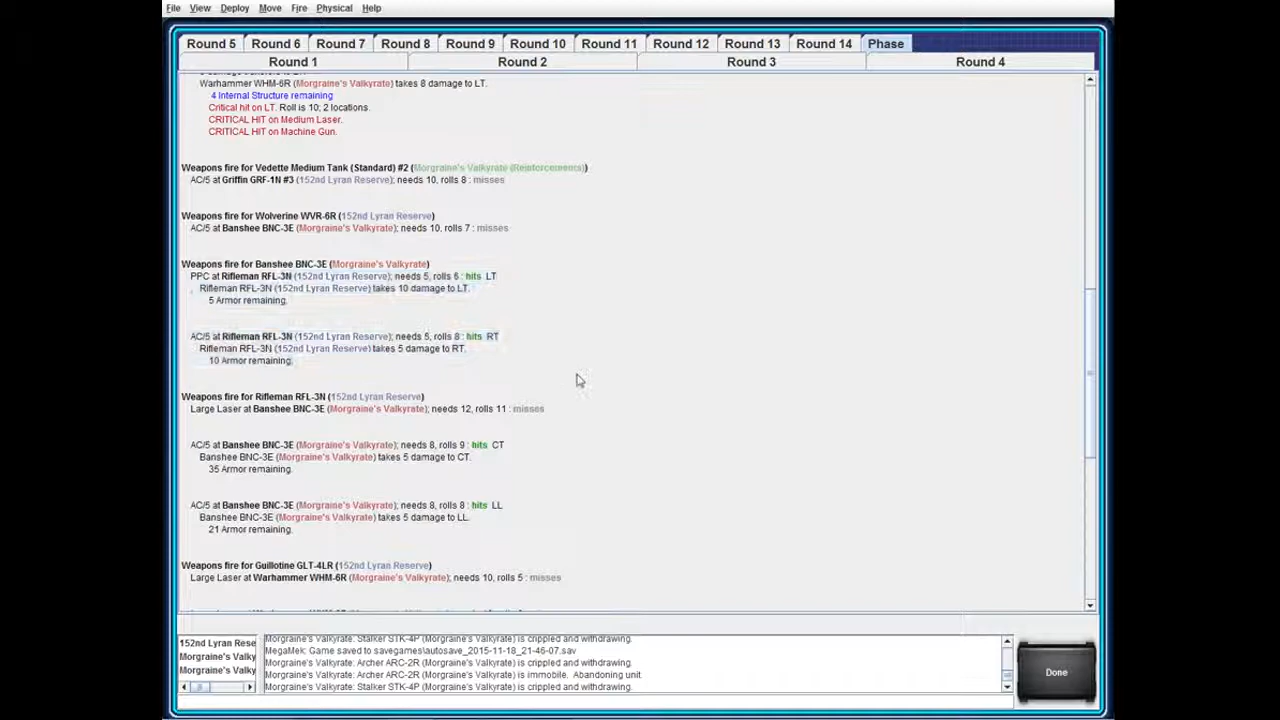 File View Deploy Move Fire Physical Help
Round 5 Round 6 Round 7 Round 8 Round 9 Round 10 Round 11 Round 12 Round 13 Round 14 Phase
Round 1 Round 2 Round 3 Round 4
Warhammer WHM-6R (Morgraine's Valkyrate) takes 8 damage to LT.
4 Internal Structure remaining
Critical hit on LT. Roll is 10; 2 locations.
CRITICAL HIT on Medium Laser.
CRITICAL HIT on Machine Gun.
Weapons fire for Vedette Medium Tank (Standard) #2 (Morgraine's Valkyrate (Reinforcements))
AC/5 at Griffin GRF-1N #3 (152nd Lyran Reserve); needs 10, rolls 8 : misses
Weapons fire for Wolverine WVR-6R (152nd Lyran Reserve)
AC/5 at Banshee BNC-3E (Morgraine's Valkyrate); needs 10, rolls 7 : misses
Weapons fire for Banshee BNC-3E (Morgraine's Valkyrate)
PPC at Rifleman RFL-3N (152nd Lyran Reserve); needs 5, rolls 6 : hits LT
Rifleman RFL-3N (152nd Lyran Reserve) takes 10 damage to LT.
5 Armor remaining.
AC/5 at Rifleman RFL-3N (152nd Lyran Reserve); needs 5, rolls 8 : hits RT
Rifleman RFL-3N (152nd Lyran Reserve) takes 5 damage to RT.
10 Armor remaining.
Weapons fire for Rifleman RFL-3N (152nd Lyran Reserve)
Large Laser at Banshee BNC-3E (Morgraine's Valkyrate); needs 12, rolls 11 : misses
AC/5 at Banshee BNC-3E (Morgraine's Valkyrate); needs 8, rolls 9 : hits CT
Banshee BNC-3E (Morgraine's Valkyrate) takes 5 damage to CT.
35 Armor remaining.
AC/5 at Banshee BNC-3E (Morgraine's Valkyrate); needs 8, rolls 8 : hits LL
Banshee BNC-3E (Morgraine's Valkyrate) takes 5 damage to LL.
21 Armor remaining.
Weapons fire for Guillotine GLT-4LR (152nd Lyran Reserve)
Large Laser at Warhammer WHM-6R (Morgraine's Valkyrate); needs 10, rolls 5 : misses
152nd Lyran Rese
Morgraine's Valky
Morgraine's Valky
Morgraine's Valkyrate: Stalker STK-4P (Morgraine's Valkyrate) is crippled and withdrawing.
MegaMek: Game saved to savegames\autosave_2015-11-18_21-46-07.sav
Morgraine's Valkyrate: Archer ARC-2R (Morgraine's Valkyrate) is crippled and withdrawing.
Morgraine's Valkyrate: Archer ARC-2R (Morgraine's Valkyrate) is immobile. Abandoning unit.
Morgraine's Valkyrate: Stalker STK-4P (Morgraine's Valkyrate) is crippled and withdrawing.
Done